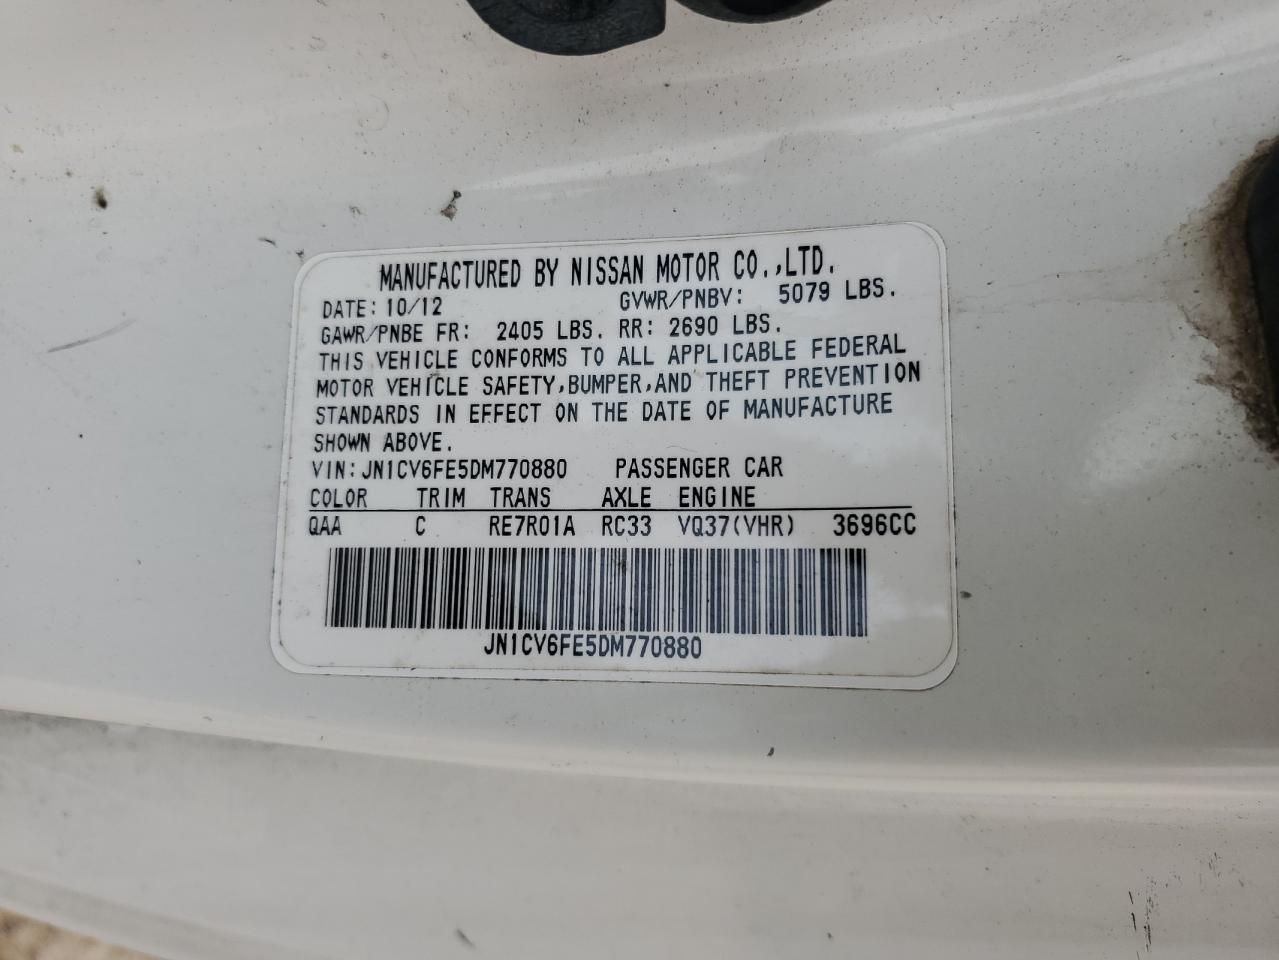 MANUFACTURED BY NISSAN MOTOR CO.,LTD.
DATE: 10/12 GVWR/PNBV: 5079 LBS.
GAWR/PNBE FR: 2405 LBS. RR: 2690 LBS.
THIS VEHICLE CONFORMS TO ALL APPLICABLE FEDERAL
MOTOR VEHICLE SAFETY,BUMPER,AND THEFT PREVENTION
STANDARDS IN EFFECT ON THE DATE OF MANUFACTURE
SHOWN ABOVE.
VIN: JN1CV6FE5DM770880 PASSENGER CAR
COLOR TRIM TRANS AXLE ENGINE
QAA C RE7R01A RC33 VQ37(VHR) 3696CC
JN1CV6FE5DM770880